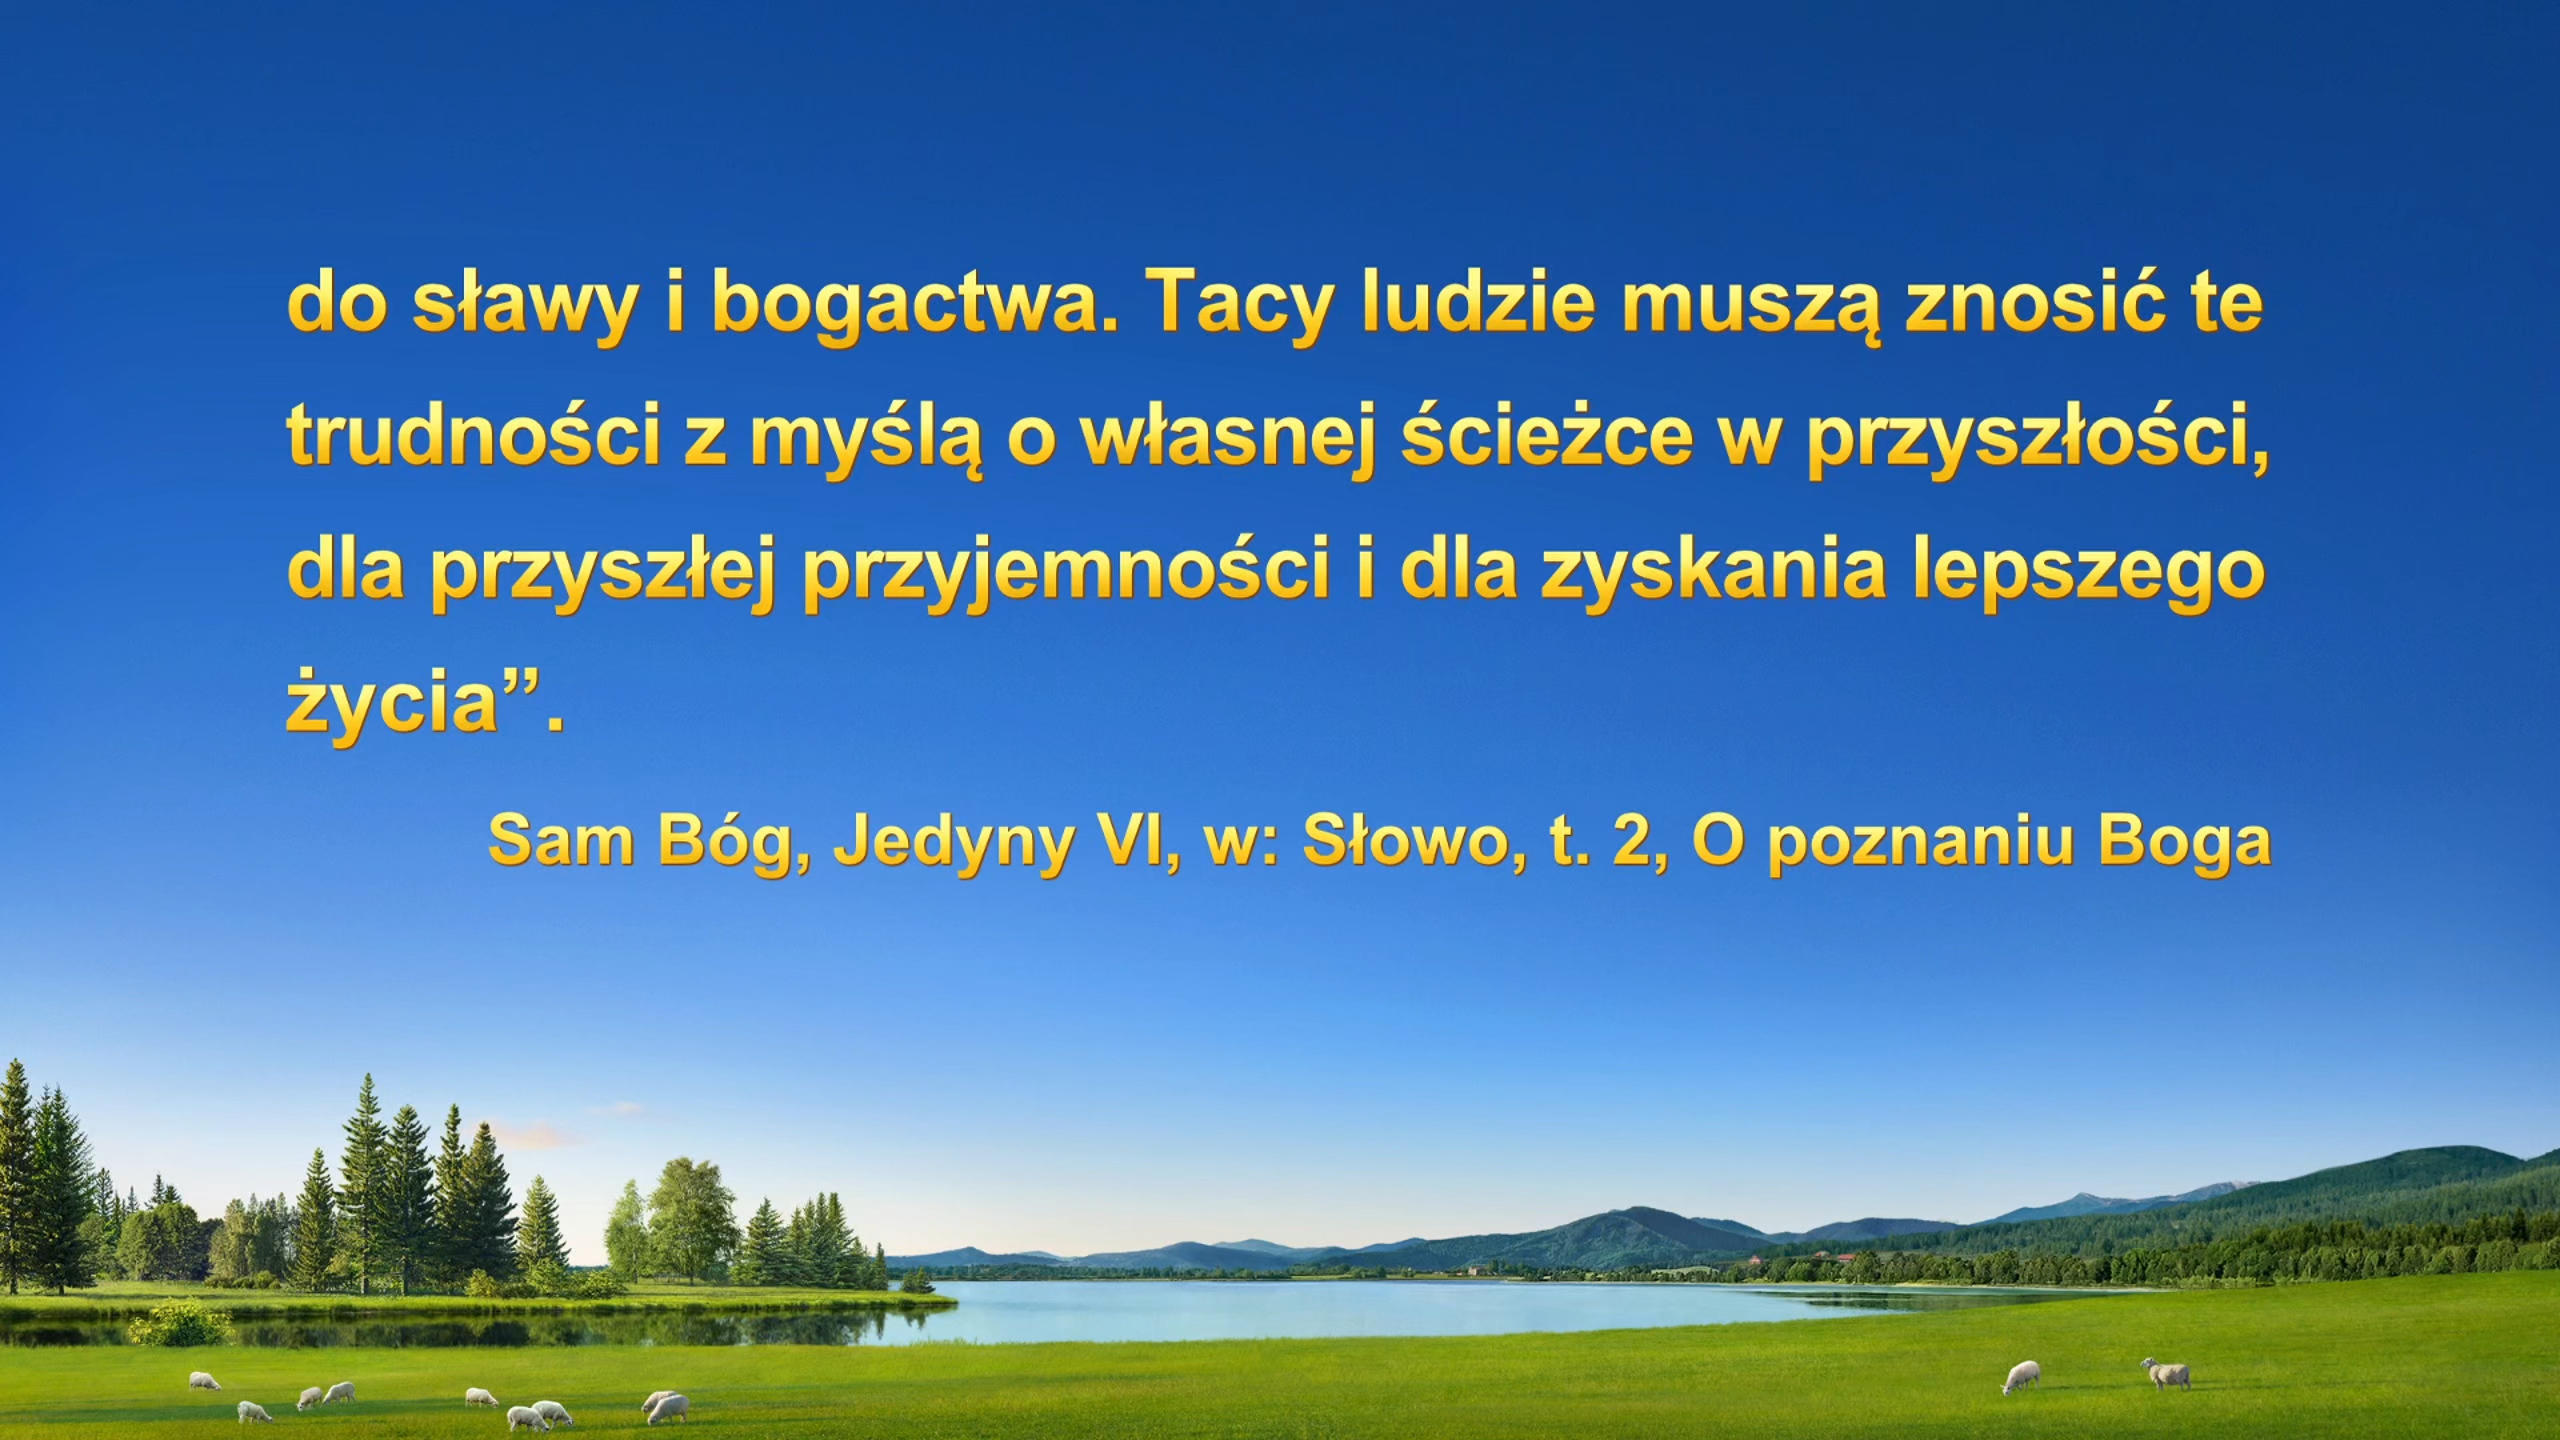 do sławy i bogactwa. Tacy ludzie muszą znosić te
trudności z myślą o własnej ścieżce w przyszłości,
dla przyszłej przyjemności i dla zyskania lepszego
życia”.
Sam Bóg, Jedyny VI, w: Słowo, t. 2, O poznaniu Boga